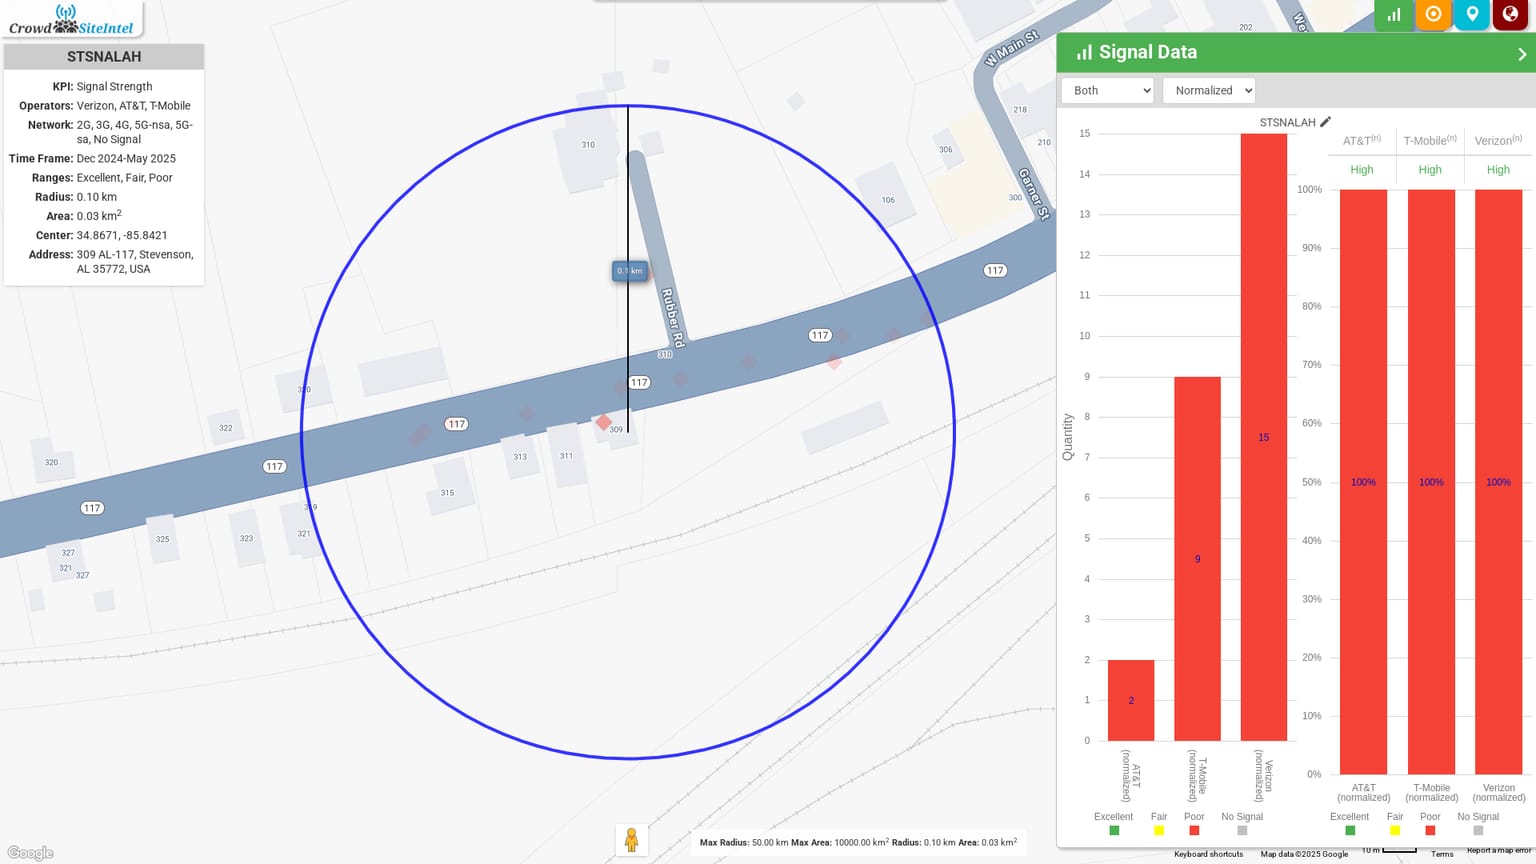 CrowdSiteIntel
STSNALAH
KPI: Signal Strength
Operators: Verizon, AT&T, T-Mobile
Network: 2G, 3G, 4G, 5G-nsa, 5G-
sa, No Signal
Time Frame: Dec 2024-May 2025
Ranges: Excellent, Fair, Poor
Radius: 0.10 km
Area: 0.03 km²
Center: 34.8671, -85.8421
Address: 309 AL-117, Stevenson,
AL 35772, USA
W Main St
202
218
210
310
306
Garner St
106
300
117
0.1 km
Rubber Rd
117
310
117
320
117
322
309
313
311
320
117
315
117
319
321
325
323
327
321
327
Google
Max Radius: 50.00 km Max Area: 10000.00 km² Radius: 0.10 km Area: 0.03 km²
Signal Data
Both
Normalized
STSNALAH
Quantity
15
14
13
12
11
10
9
8
7
6
5
4
3
2
1
0
2
9
15
AT&T
(normalized)
T-Mobile
(normalized)
Verizon
(normalized)
Excellent
Fair
Poor
No Signal
AT&T(n)
T-Mobile(n)
Verizon(n)
High
High
High
100%
90%
80%
70%
60%
50%
40%
30%
20%
10%
0%
100%
100%
100%
AT&T
(normalized)
T-Mobile
(normalized)
Verizon
(normalized)
Excellent
Fair
Poor
No Signal
Keyboard shortcuts
Map data ©2025 Google
10 m
Terms
Report a map error